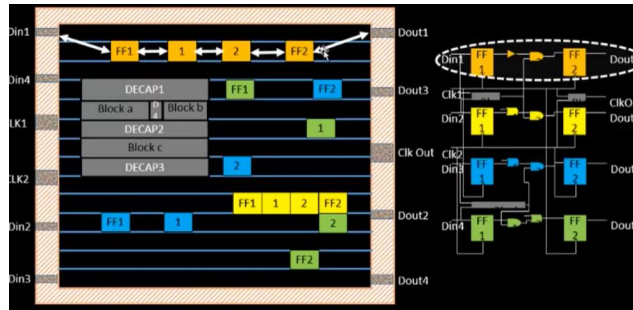 Din1
FF1 1 2 FF2
Dout1
Din4
DECAP1
FF1
FF2
Dout3
Block a
D4
Block b
LK1
DECAP2
1
Block c
Clk Out
DECAP3
2
CLK2
FF1 1 2 FF2
Din2
FF1
1
2
Dout2
FF2
Din3
Dout4
Din1
FF 1
FF 2
Dout
Clk1
ClkO
Din2
FF 1
FF 2
Dout
Clk2
Din3
FF 1
FF 2
Dout
Din4
FF 1
FF 2
Dout